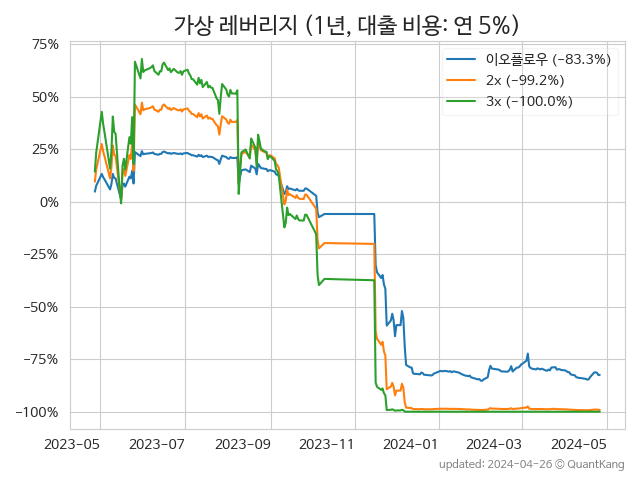 가상 레버리지 (1년, 대출 비용: 연 5%)
75%
50%
25%
0%
−25%
−50%
−75%
−100%
이오플로우 (−83.3%)
2x (−99.2%)
3x (−100.0%)
2023-05 2023-07 2023-09 2023-11 2024-01 2024-03 2024-05
updated: 2024-04-26 © QuantKang